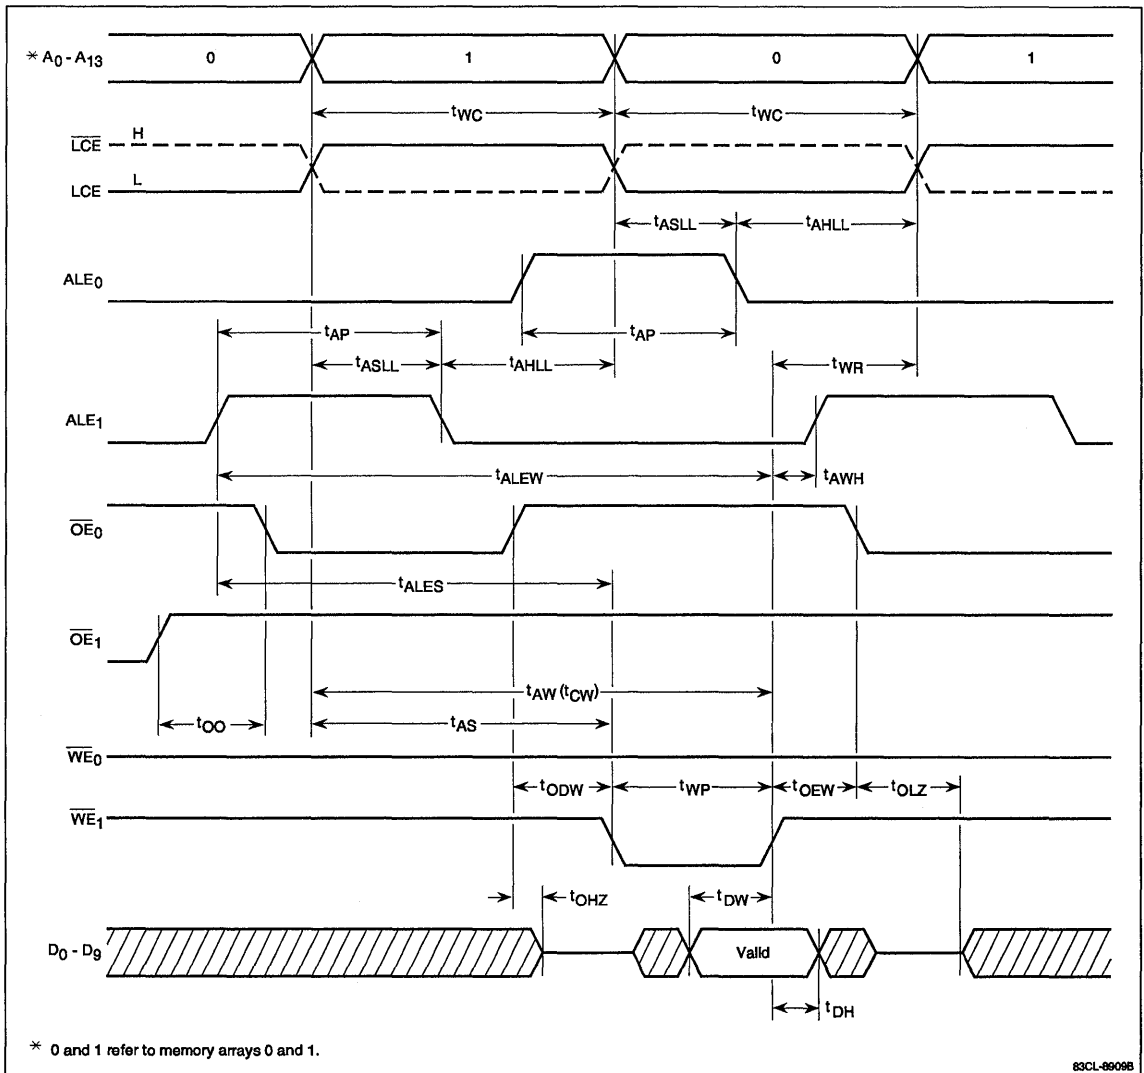 * A0 - A13 0 1 0 1
tWC tWC
LCE H
LCE L
tASLL tAHLL
ALE0
tAP tAP
tASLL tAHLL tWR
ALE1
tALEW tAWH
OE0
tALES
OE1
tAW (tCW)
tOO tAS
WE0
tODW tWP tOEW tOLZ
WE1
tOHZ tDW
D0 - D9 Valid
tDH
* 0 and 1 refer to memory arrays 0 and 1.
83CL-8909B